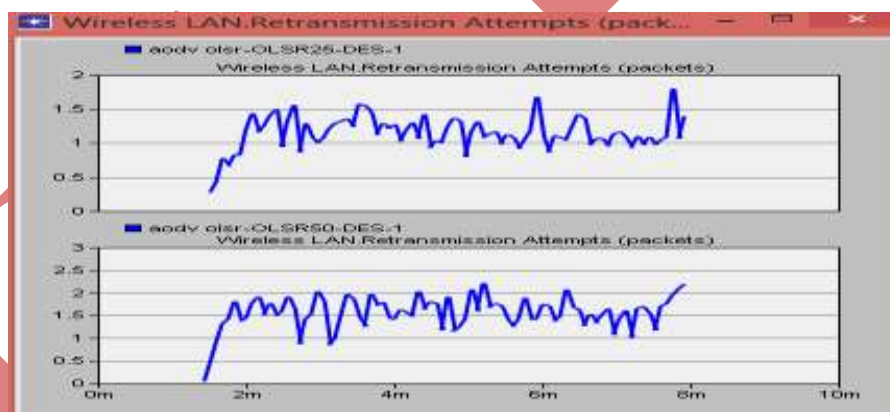 Wireless LAN.Retransmission Attempts (pack...
aodv olsr-OLSR25-DES-1
Wireless LAN.Retransmission Attempts (packets)
2
1.5
1
0.5
0
aodv olsr-OLSR50-DES-1
Wireless LAN.Retransmission Attempts (packets)
3
2.5
2
1.5
1
0.5
0
0m 2m 4m 6m 8m 10m